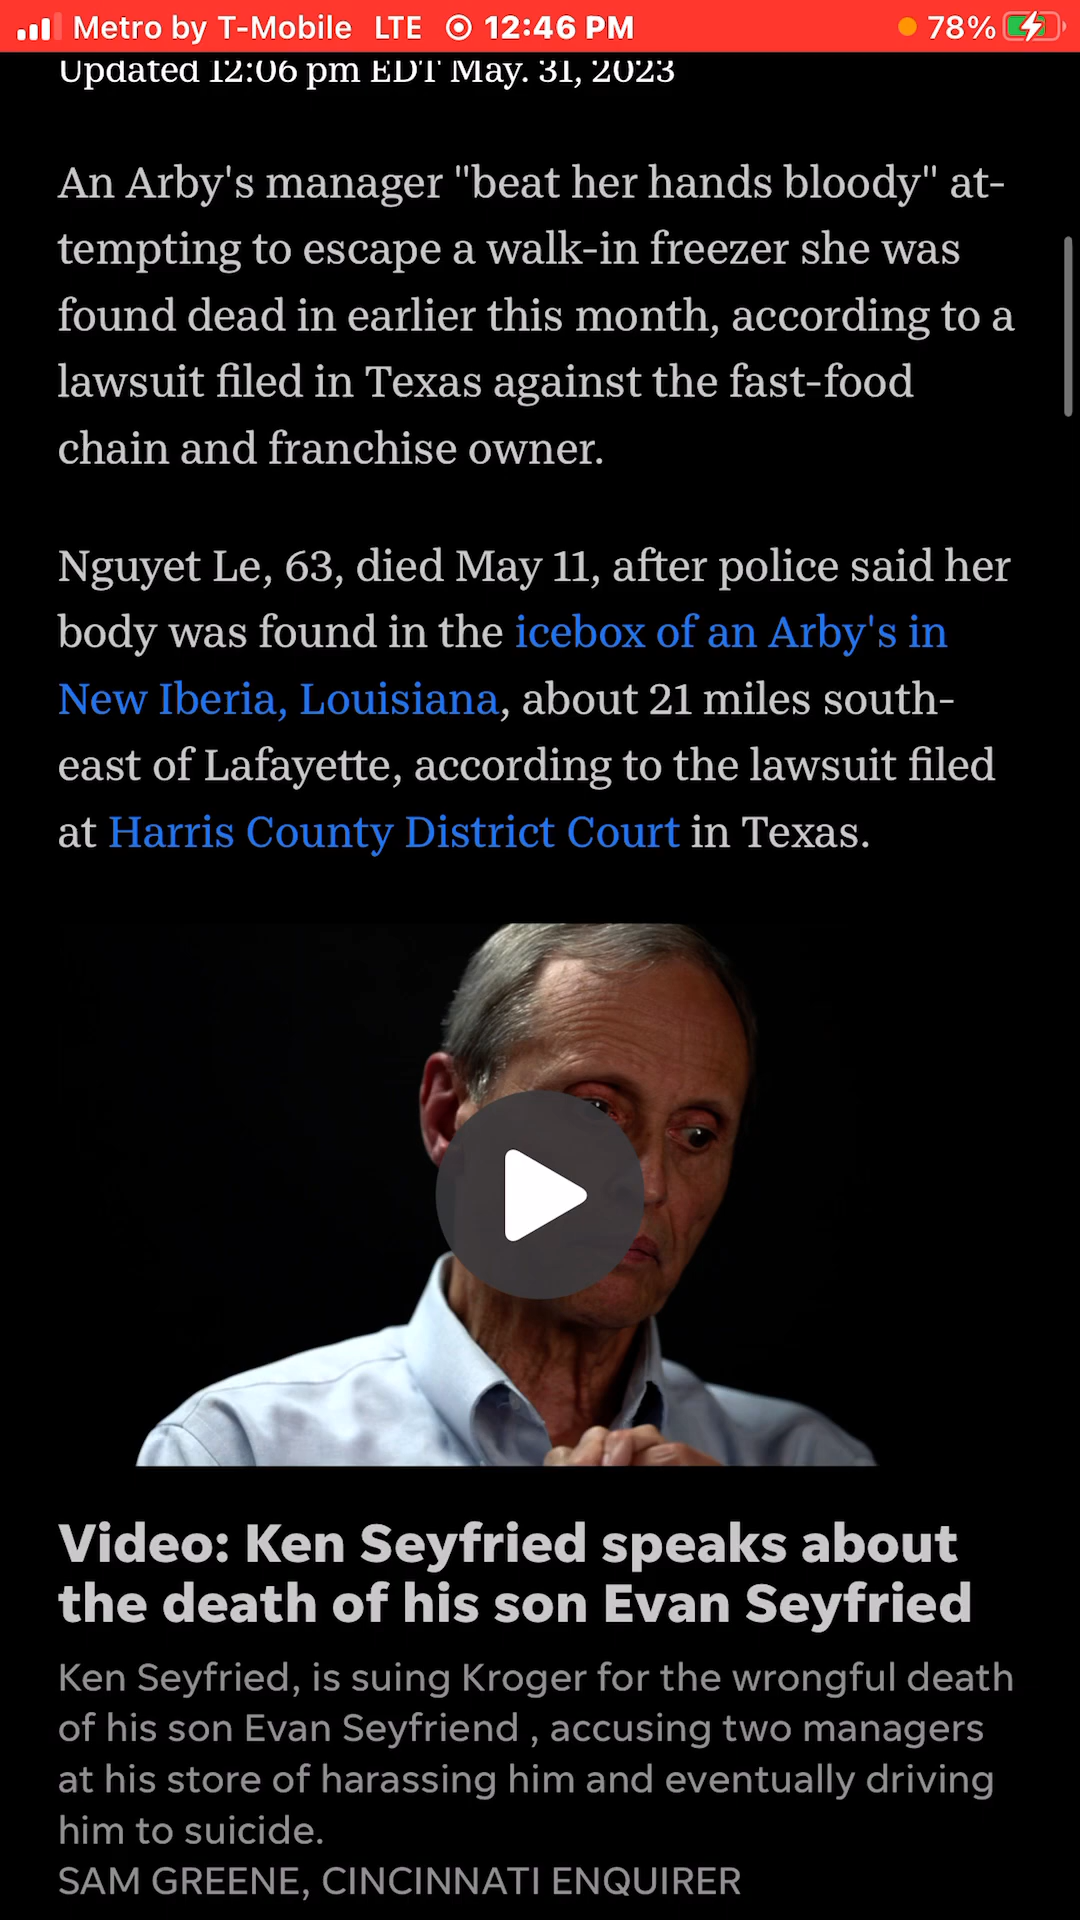 Metro by T-Mobile LTE 12:46 PM 78%
Updated 12:06 pm EDT May. 31, 2023
An Arby's manager "beat her hands bloody" at-
tempting to escape a walk-in freezer she was
found dead in earlier this month, according to a
lawsuit filed in Texas against the fast-food
chain and franchise owner.
Nguyet Le, 63, died May 11, after police said her
body was found in the icebox of an Arby's in
New Iberia, Louisiana, about 21 miles south-
east of Lafayette, according to the lawsuit filed
at Harris County District Court in Texas.
Video: Ken Seyfried speaks about
the death of his son Evan Seyfried
Ken Seyfried, is suing Kroger for the wrongful death
of his son Evan Seyfriend , accusing two managers
at his store of harassing him and eventually driving
him to suicide.
SAM GREENE, CINCINNATI ENQUIRER